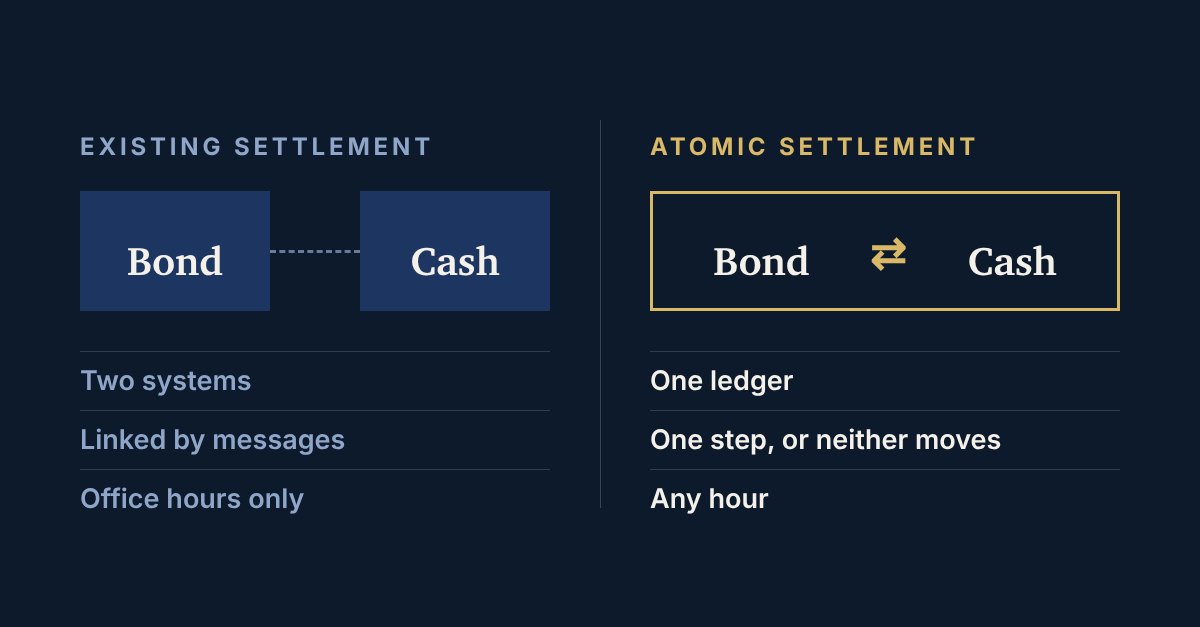 EXISTING SETTLEMENT
Bond
Cash
Two systems
Linked by messages
Office hours only
ATOMIC SETTLEMENT
Bond ⇄ Cash
One ledger
One step, or neither moves
Any hour